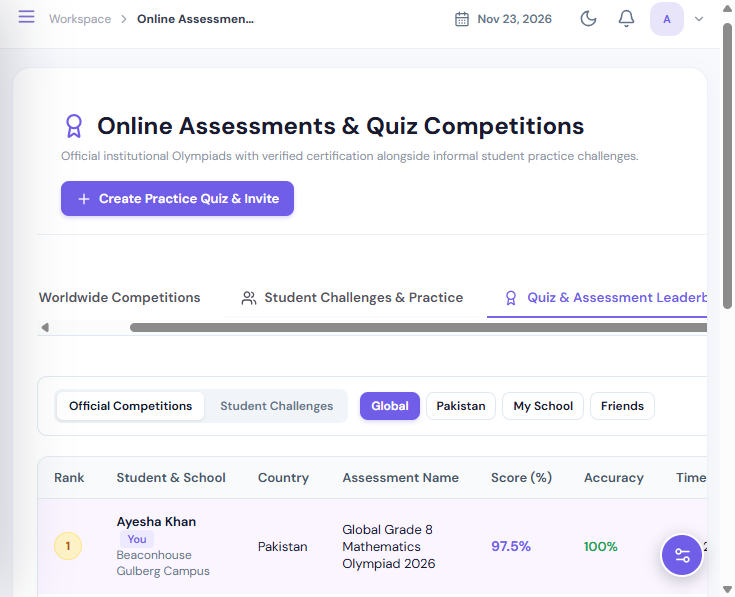 Workspace > Online Assessmen...
Nov 23, 2026
A
Online Assessments & Quiz Competitions
Official institutional Olympiads with verified certification alongside informal student practice challenges.
+ Create Practice Quiz & Invite
Worldwide Competitions
Student Challenges & Practice
Quiz & Assessment Leaderb
Official Competitions
Student Challenges
Global
Pakistan
My School
Friends
Rank
Student & School
Country
Assessment Name
Score (%)
Accuracy
Time
1
Ayesha Khan
You
Beaconhouse
Gulberg Campus
Pakistan
Global Grade 8
Mathematics
Olympiad 2026
97.5%
100%